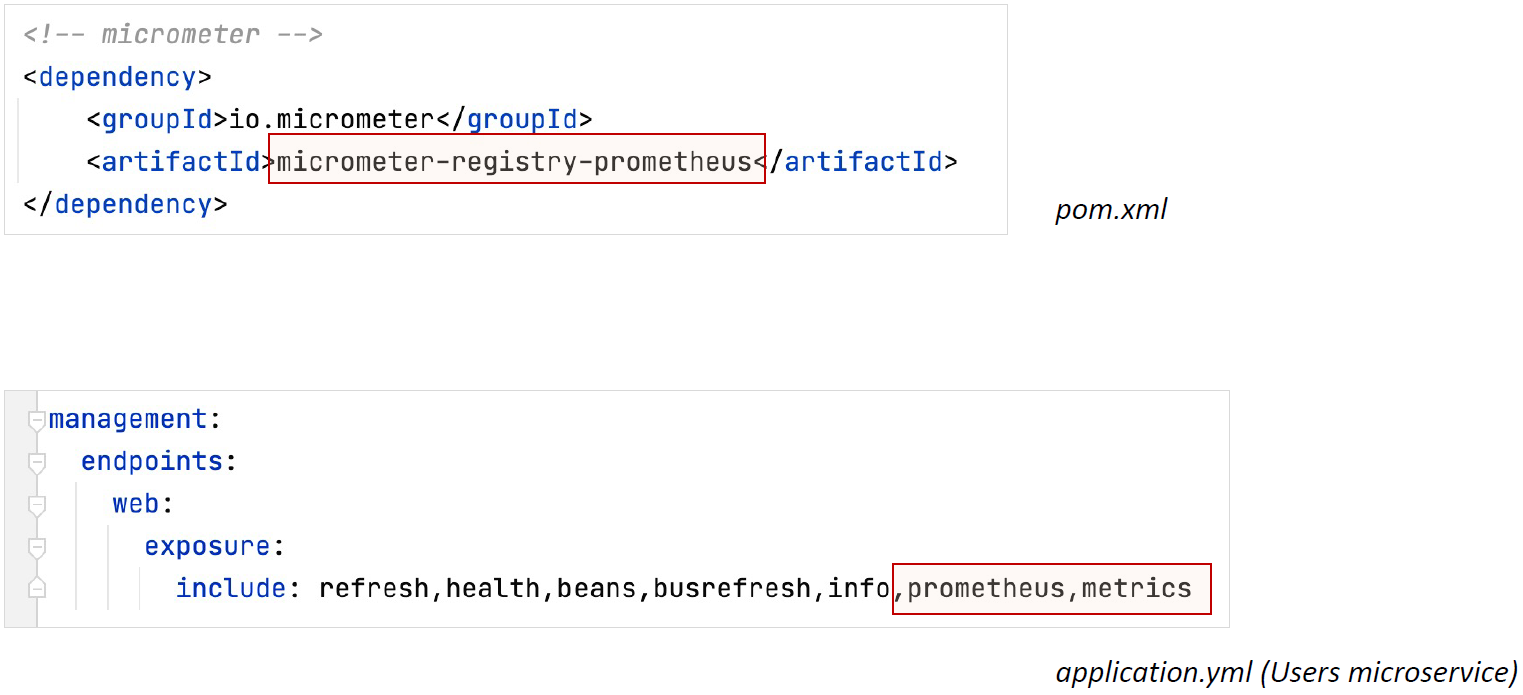 <!-- micrometer -->
<dependency>
    <groupId>io.micrometer</groupId>
    <artifactId>micrometer-registry-prometheus</artifactId>
</dependency>
pom.xml
management:
  endpoints:
    web:
      exposure:
        include: refresh,health,beans,busrefresh,info,prometheus,metrics
application.yml (Users microservice)